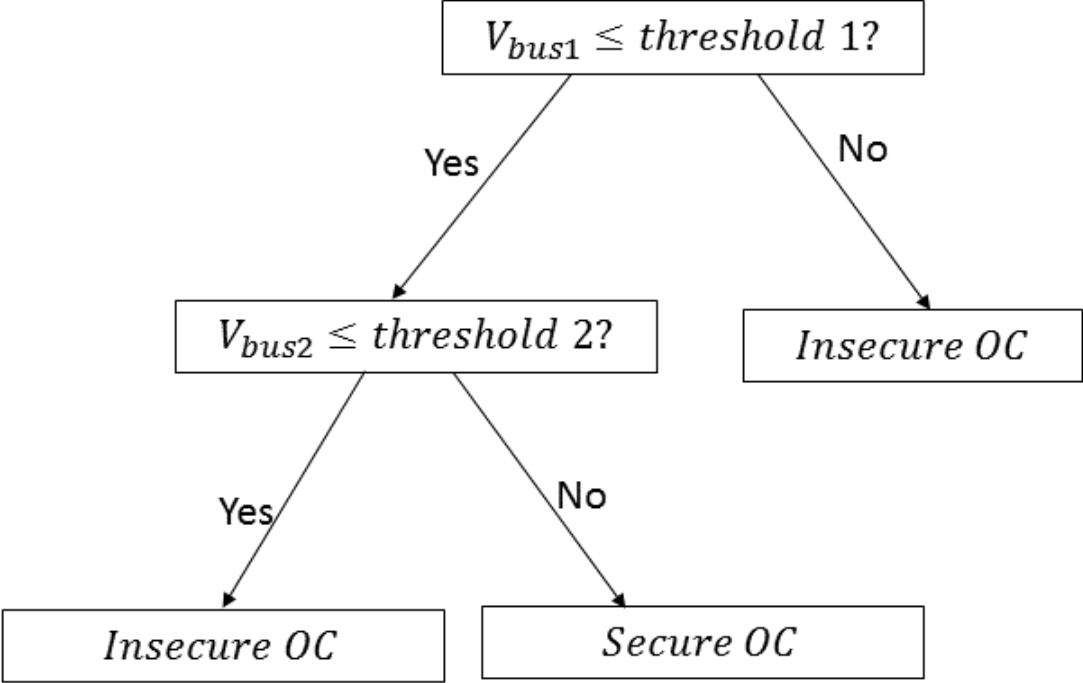 V_bus1 ≤ threshold 1?
Yes
No
V_bus2 ≤ threshold 2?
Insecure OC
Yes
No
Insecure OC
Secure OC